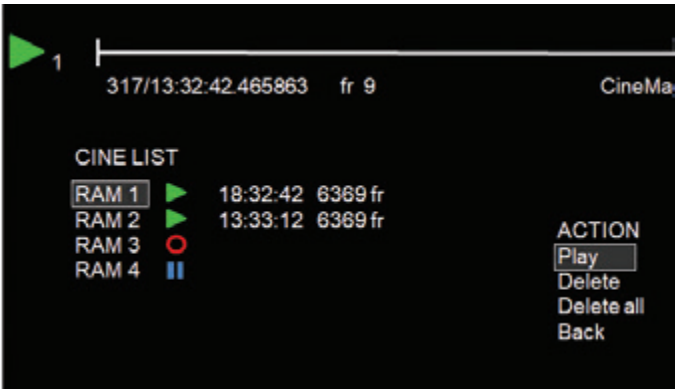 1
317/13:32:42.465863 fr 9 CineMa
CINE LIST
RAM 1 18:32:42 6369 fr
RAM 2 13:33:12 6369 fr
RAM 3
RAM 4
ACTION
Play
Delete
Delete all
Back